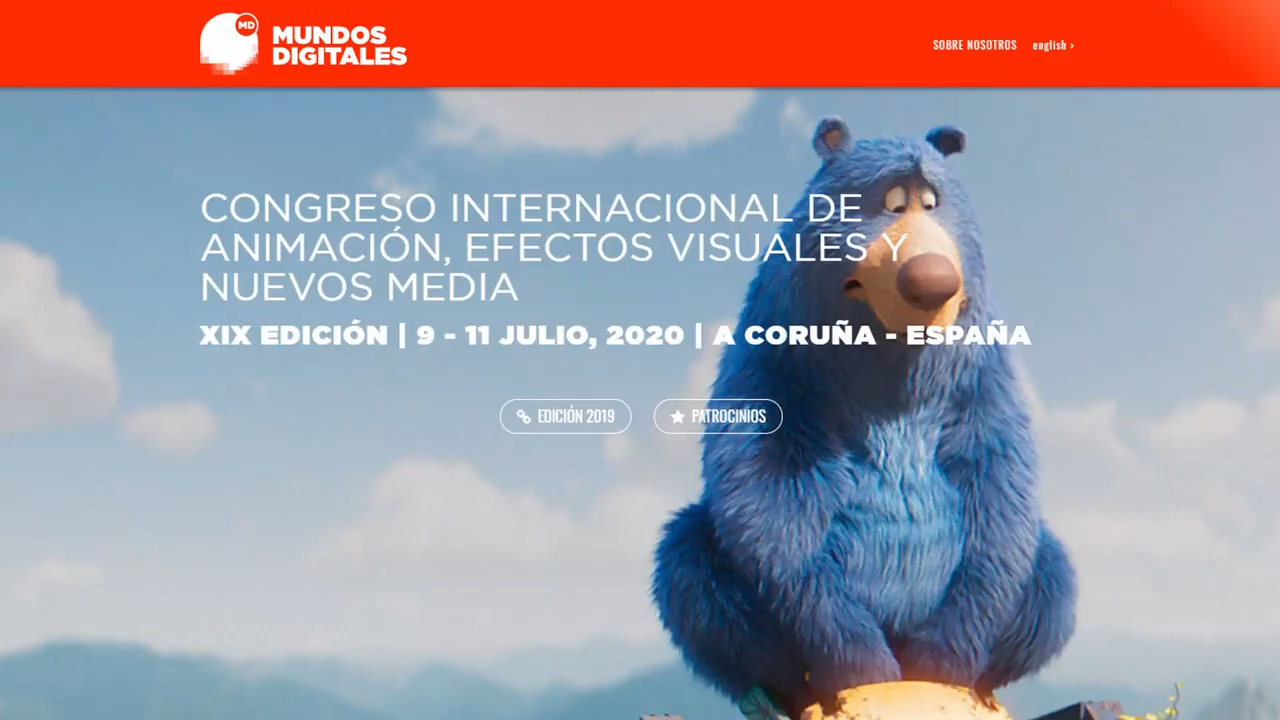 MD
MUNDOS
DIGITALES
SOBRE NOSOTROS
english ›
CONGRESO INTERNACIONAL DE
ANIMACIÓN, EFECTOS VISUALES Y
NUEVOS MEDIA
XIX EDICIÓN | 9 - 11 JULIO, 2020 | A CORUÑA - ESPAÑA
EDICIÓN 2019
PATROCINIOS